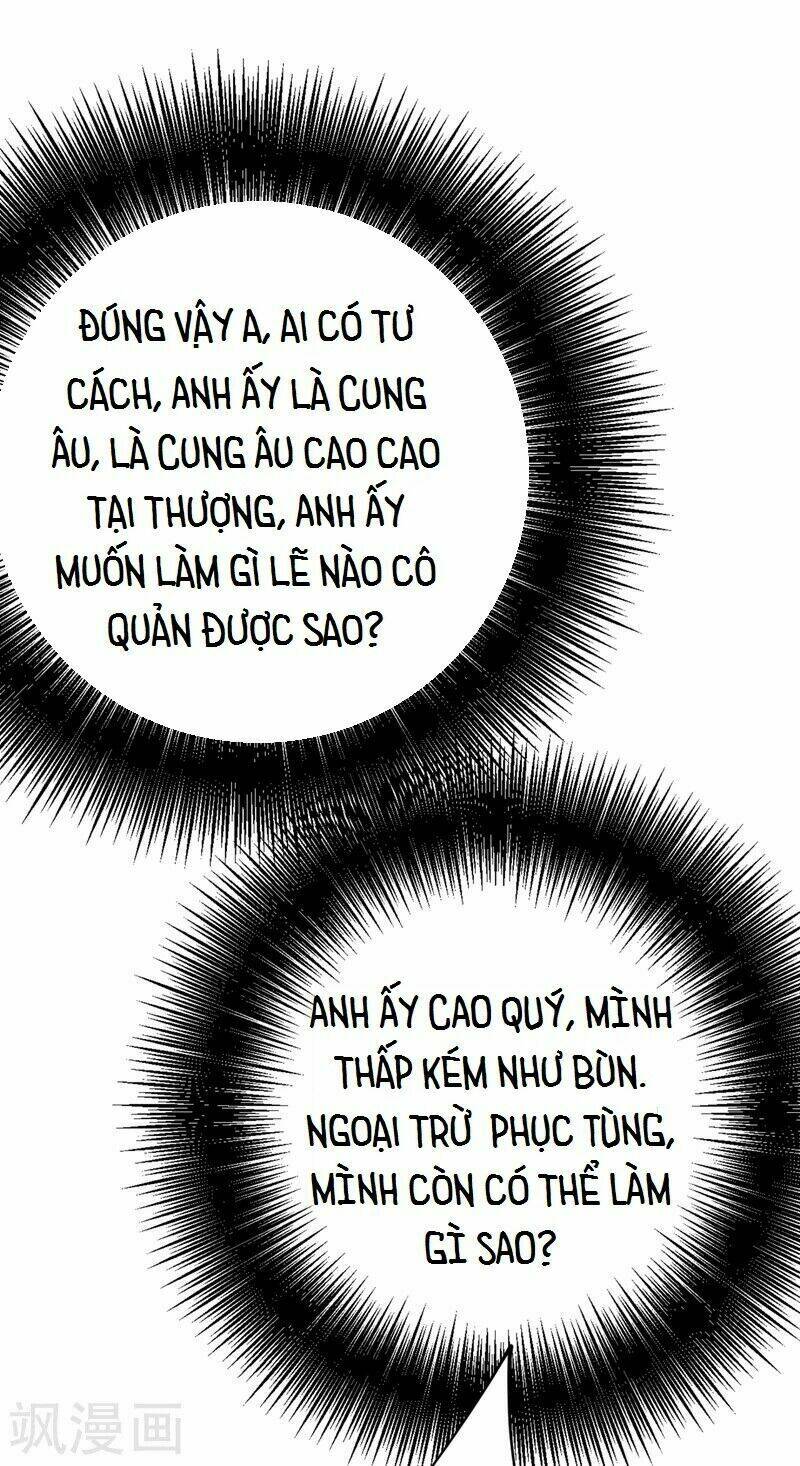 ĐÚNG VẬY A, AI CÓ TƯ
CÁCH, ANH ẤY LÀ CUNG
ÂU, LÀ CUNG ÂU CAO CAO
TẠI THƯỢNG, ANH ẤY
MUỐN LÀM GÌ LẼ NÀO CÔ
QUẢN ĐƯỢC SAO?
ANH ẤY CAO QUÝ, MÌNH
THẤP KÉM NHƯ BÙN.
NGOẠI TRỪ PHỤC TÙNG,
MÌNH CÒN CÓ THỂ LÀM
GÌ SAO?
飒漫画